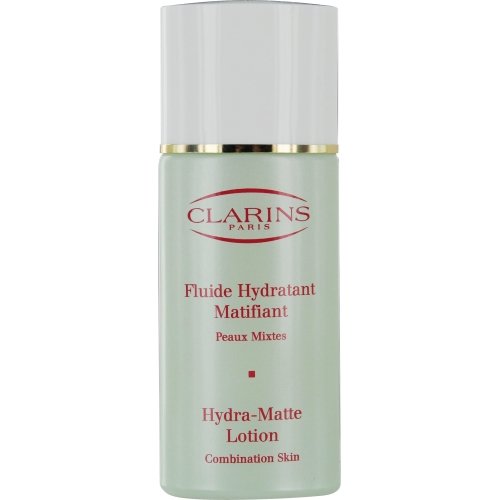 CLARINS
PARIS
Fluide Hydratant
Matifiant
Peaux Mixtes
Hydra-Matte
Lotion
Combination Skin